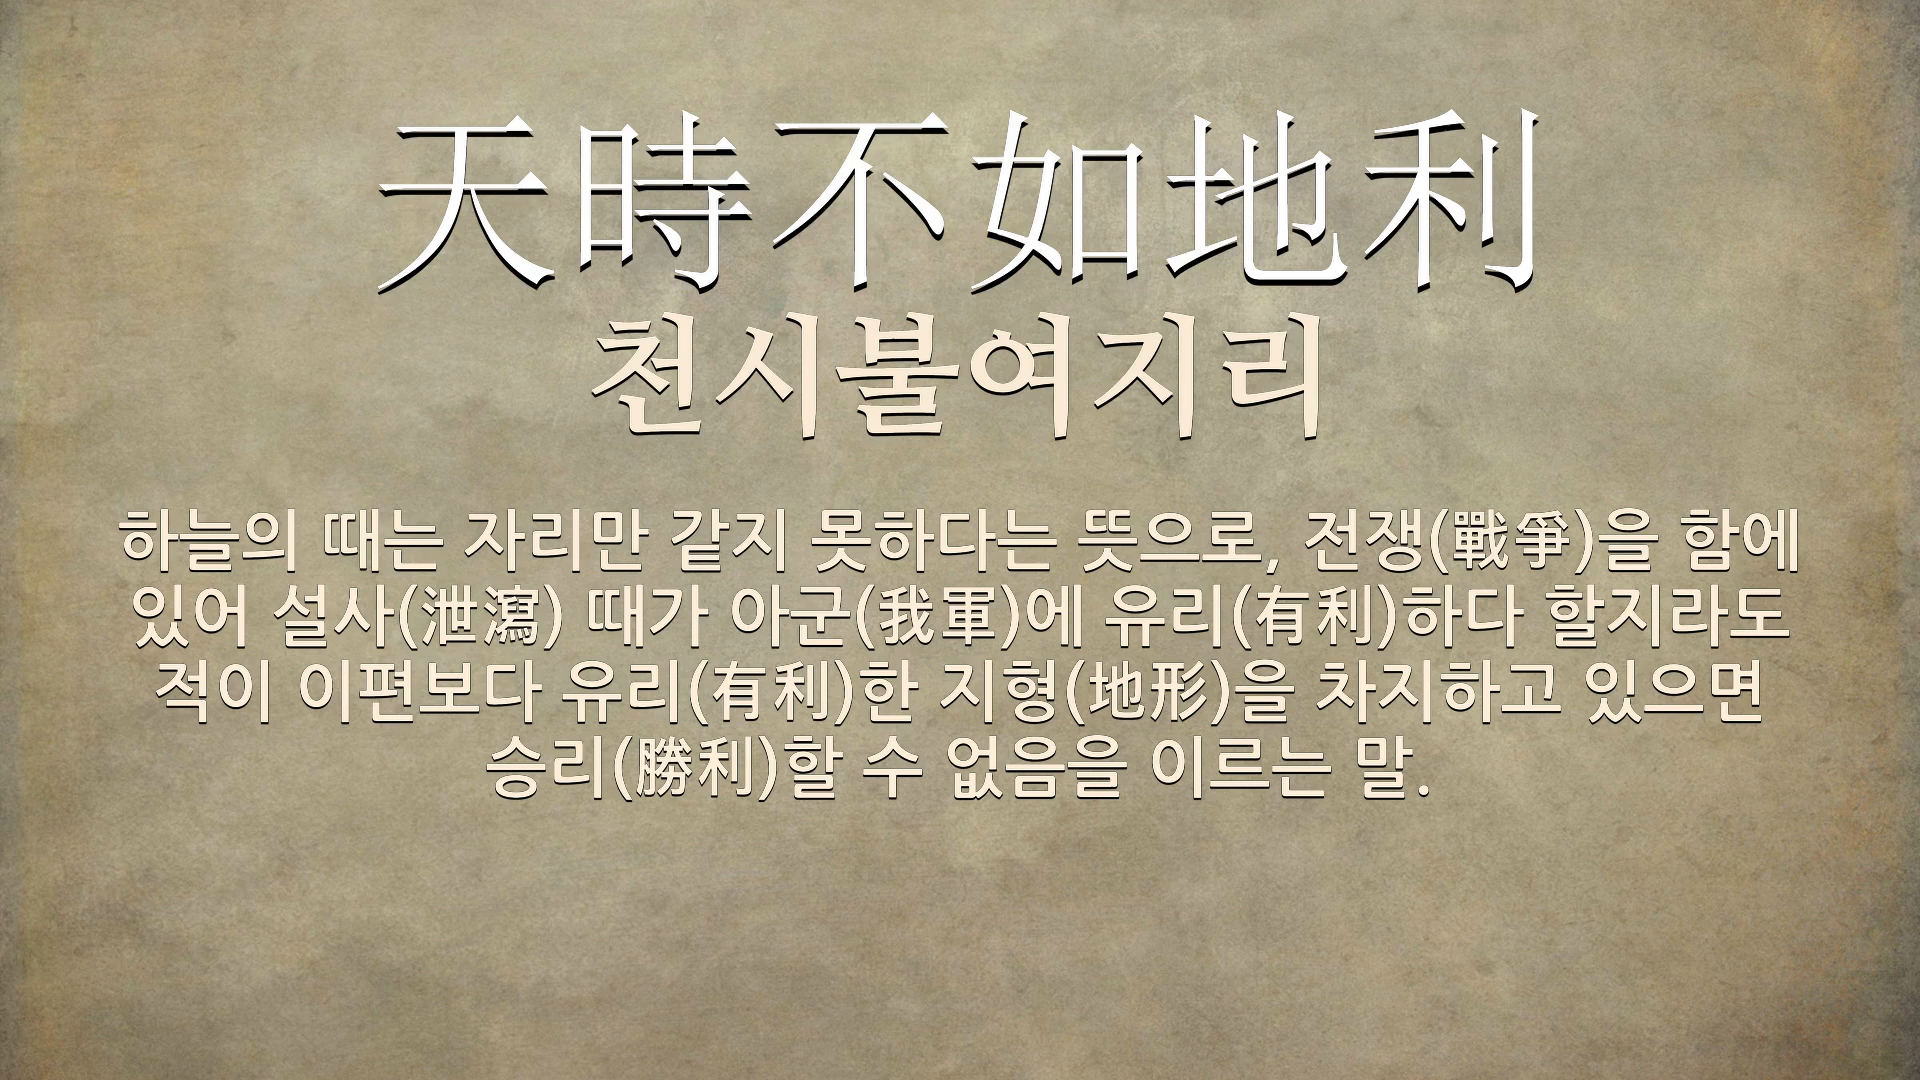 天時不如地利
천시불여지리
하늘의 때는 자리만 같지 못하다는 뜻으로, 전쟁(戰爭)을 함에
있어 설사(泄瀉) 때가 아군(我軍)에 유리(有利)하다 할지라도
적이 이편보다 유리(有利)한 지형(地形)을 차지하고 있으면
승리(勝利)할 수 없음을 이르는 말.